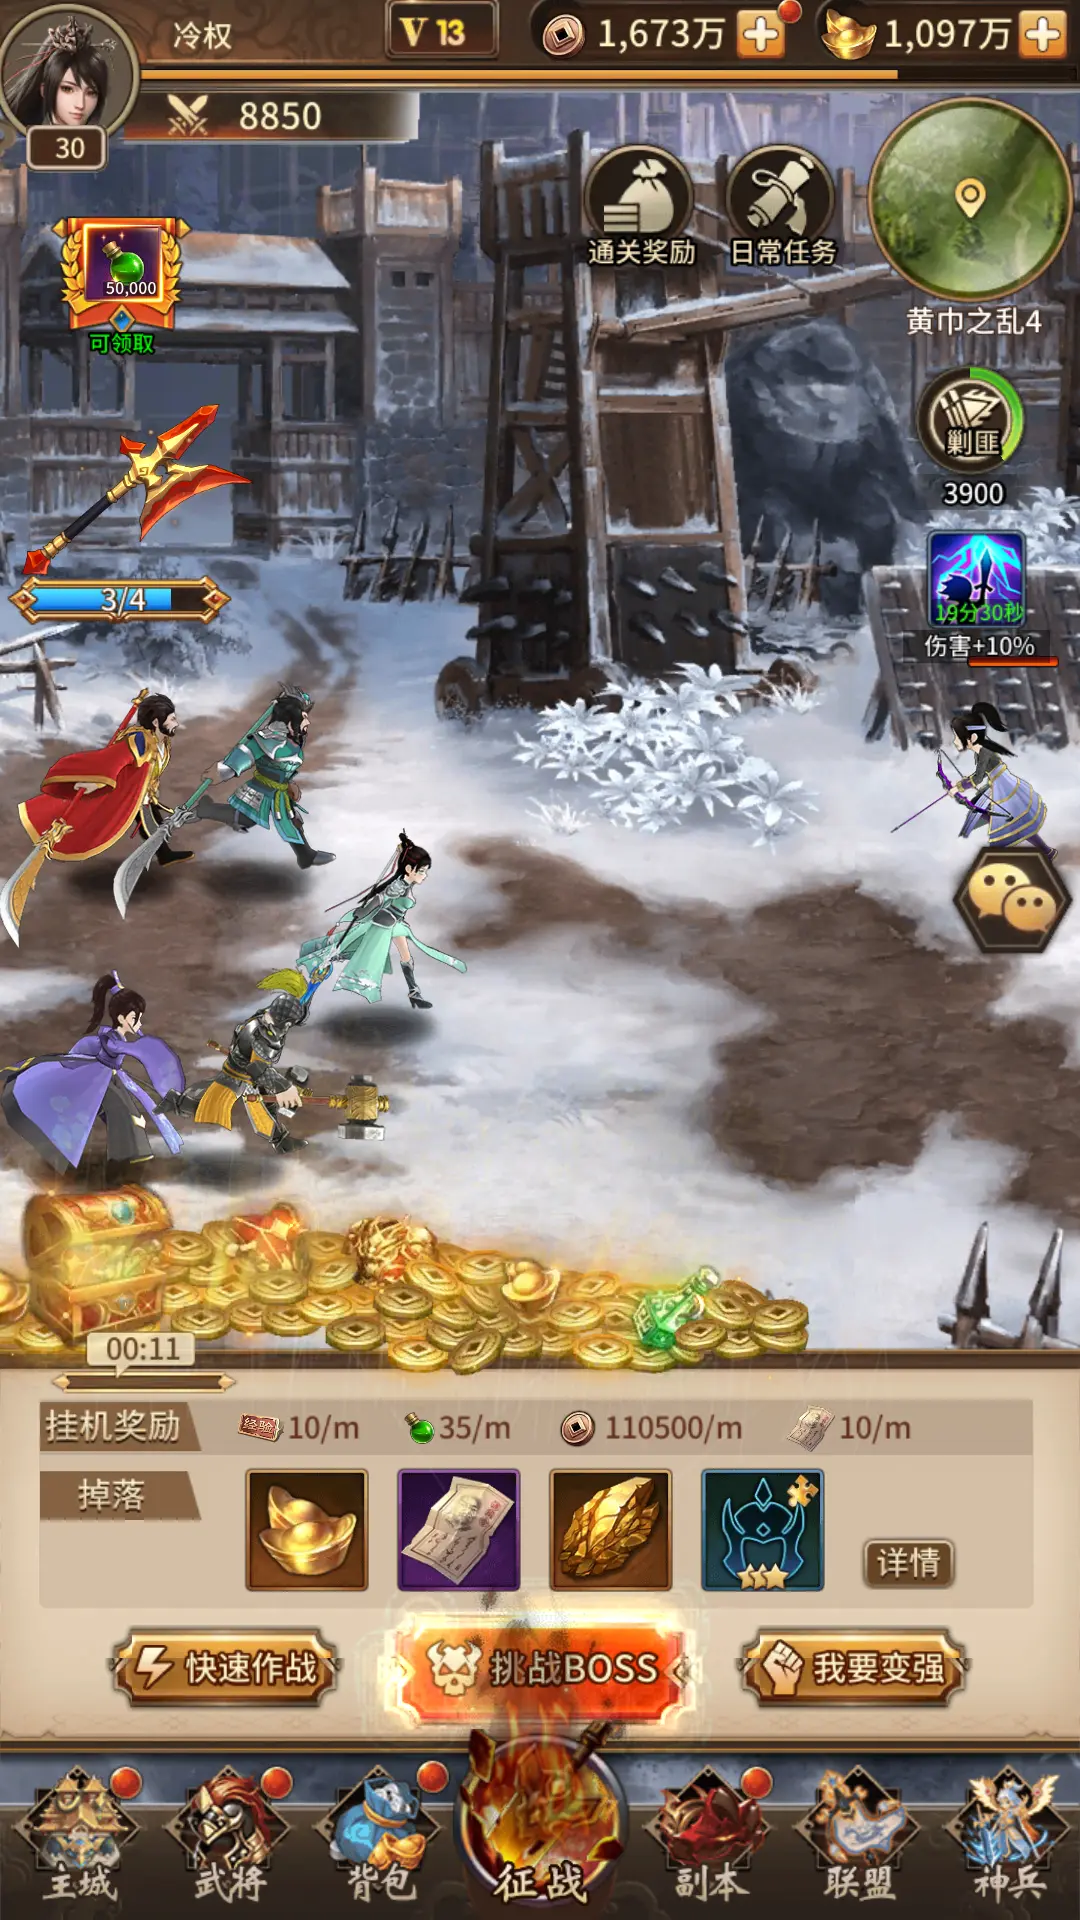 冷权
V 13
1,673万
1,097万
8850
30
通关奖励
日常任务
50,000
可领取
黄巾之乱4
剿匪
3900
3/4
19分30秒
伤害+10%
00:11
挂机奖励
经验
10/m
35/m
110500/m
10/m
掉落
详情
快速作战
挑战BOSS
我要变强
主城
武将
背包
征战
副本
联盟
神兵